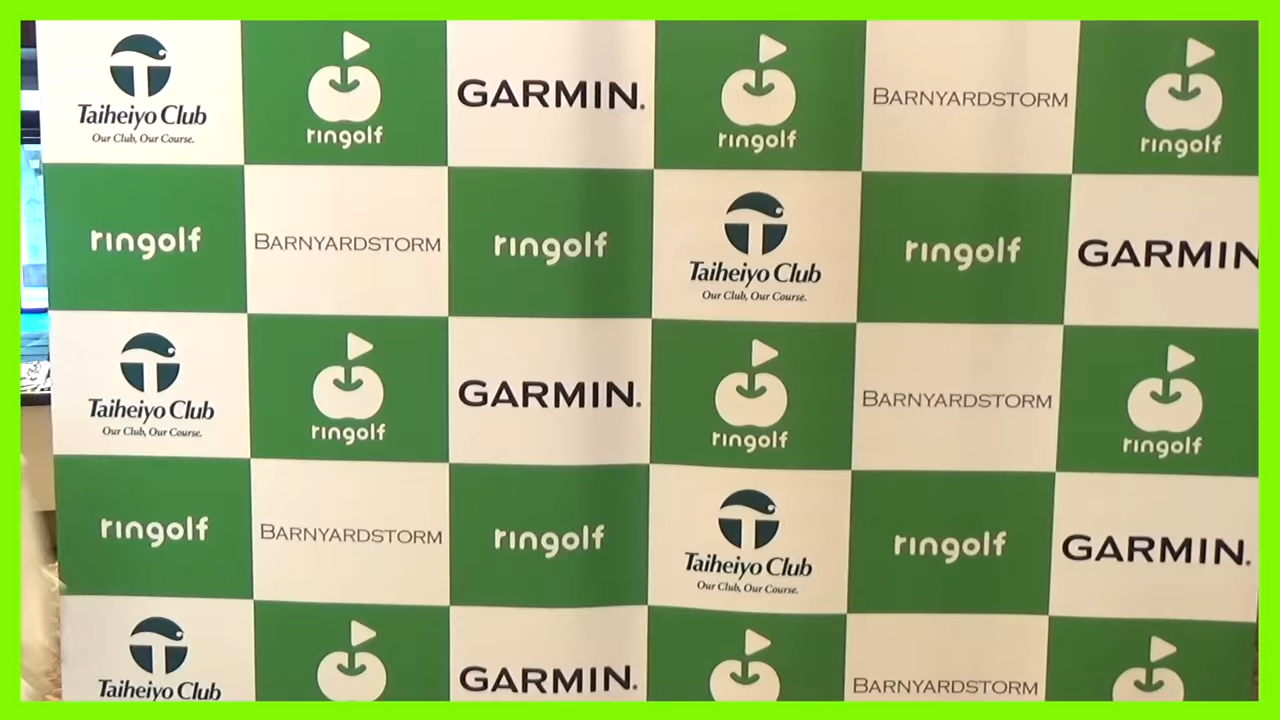 Taiheiyo Club
Our Club, Our Course.
ringolf
GARMIN.
ringolf
BARNYARDSTORM
ringolf
ringolf
BARNYARDSTORM
ringolf
Taiheiyo Club
Our Club, Our Course.
ringolf
GARMIN
Taiheiyo Club
Our Club, Our Course.
ringolf
GARMIN.
ringolf
BARNYARDSTORM
ringolf
ringolf
BARNYARDSTORM
ringolf
Taiheiyo Club
Our Club, Our Course.
ringolf
GARMIN.
Taiheiyo Club
GARMIN.
BARNYARDSTORM